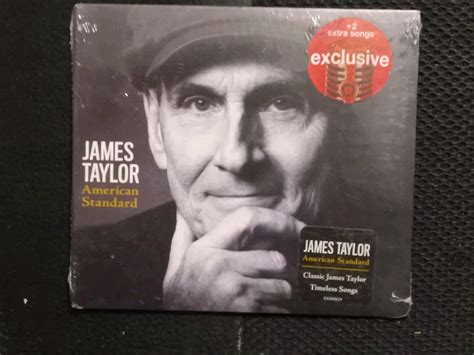 +2
extra songs
exclusive
JAMES
TAYLOR
American
Standard
JAMES TAYLOR
American Standard
Classic James Taylor
Timeless Songs